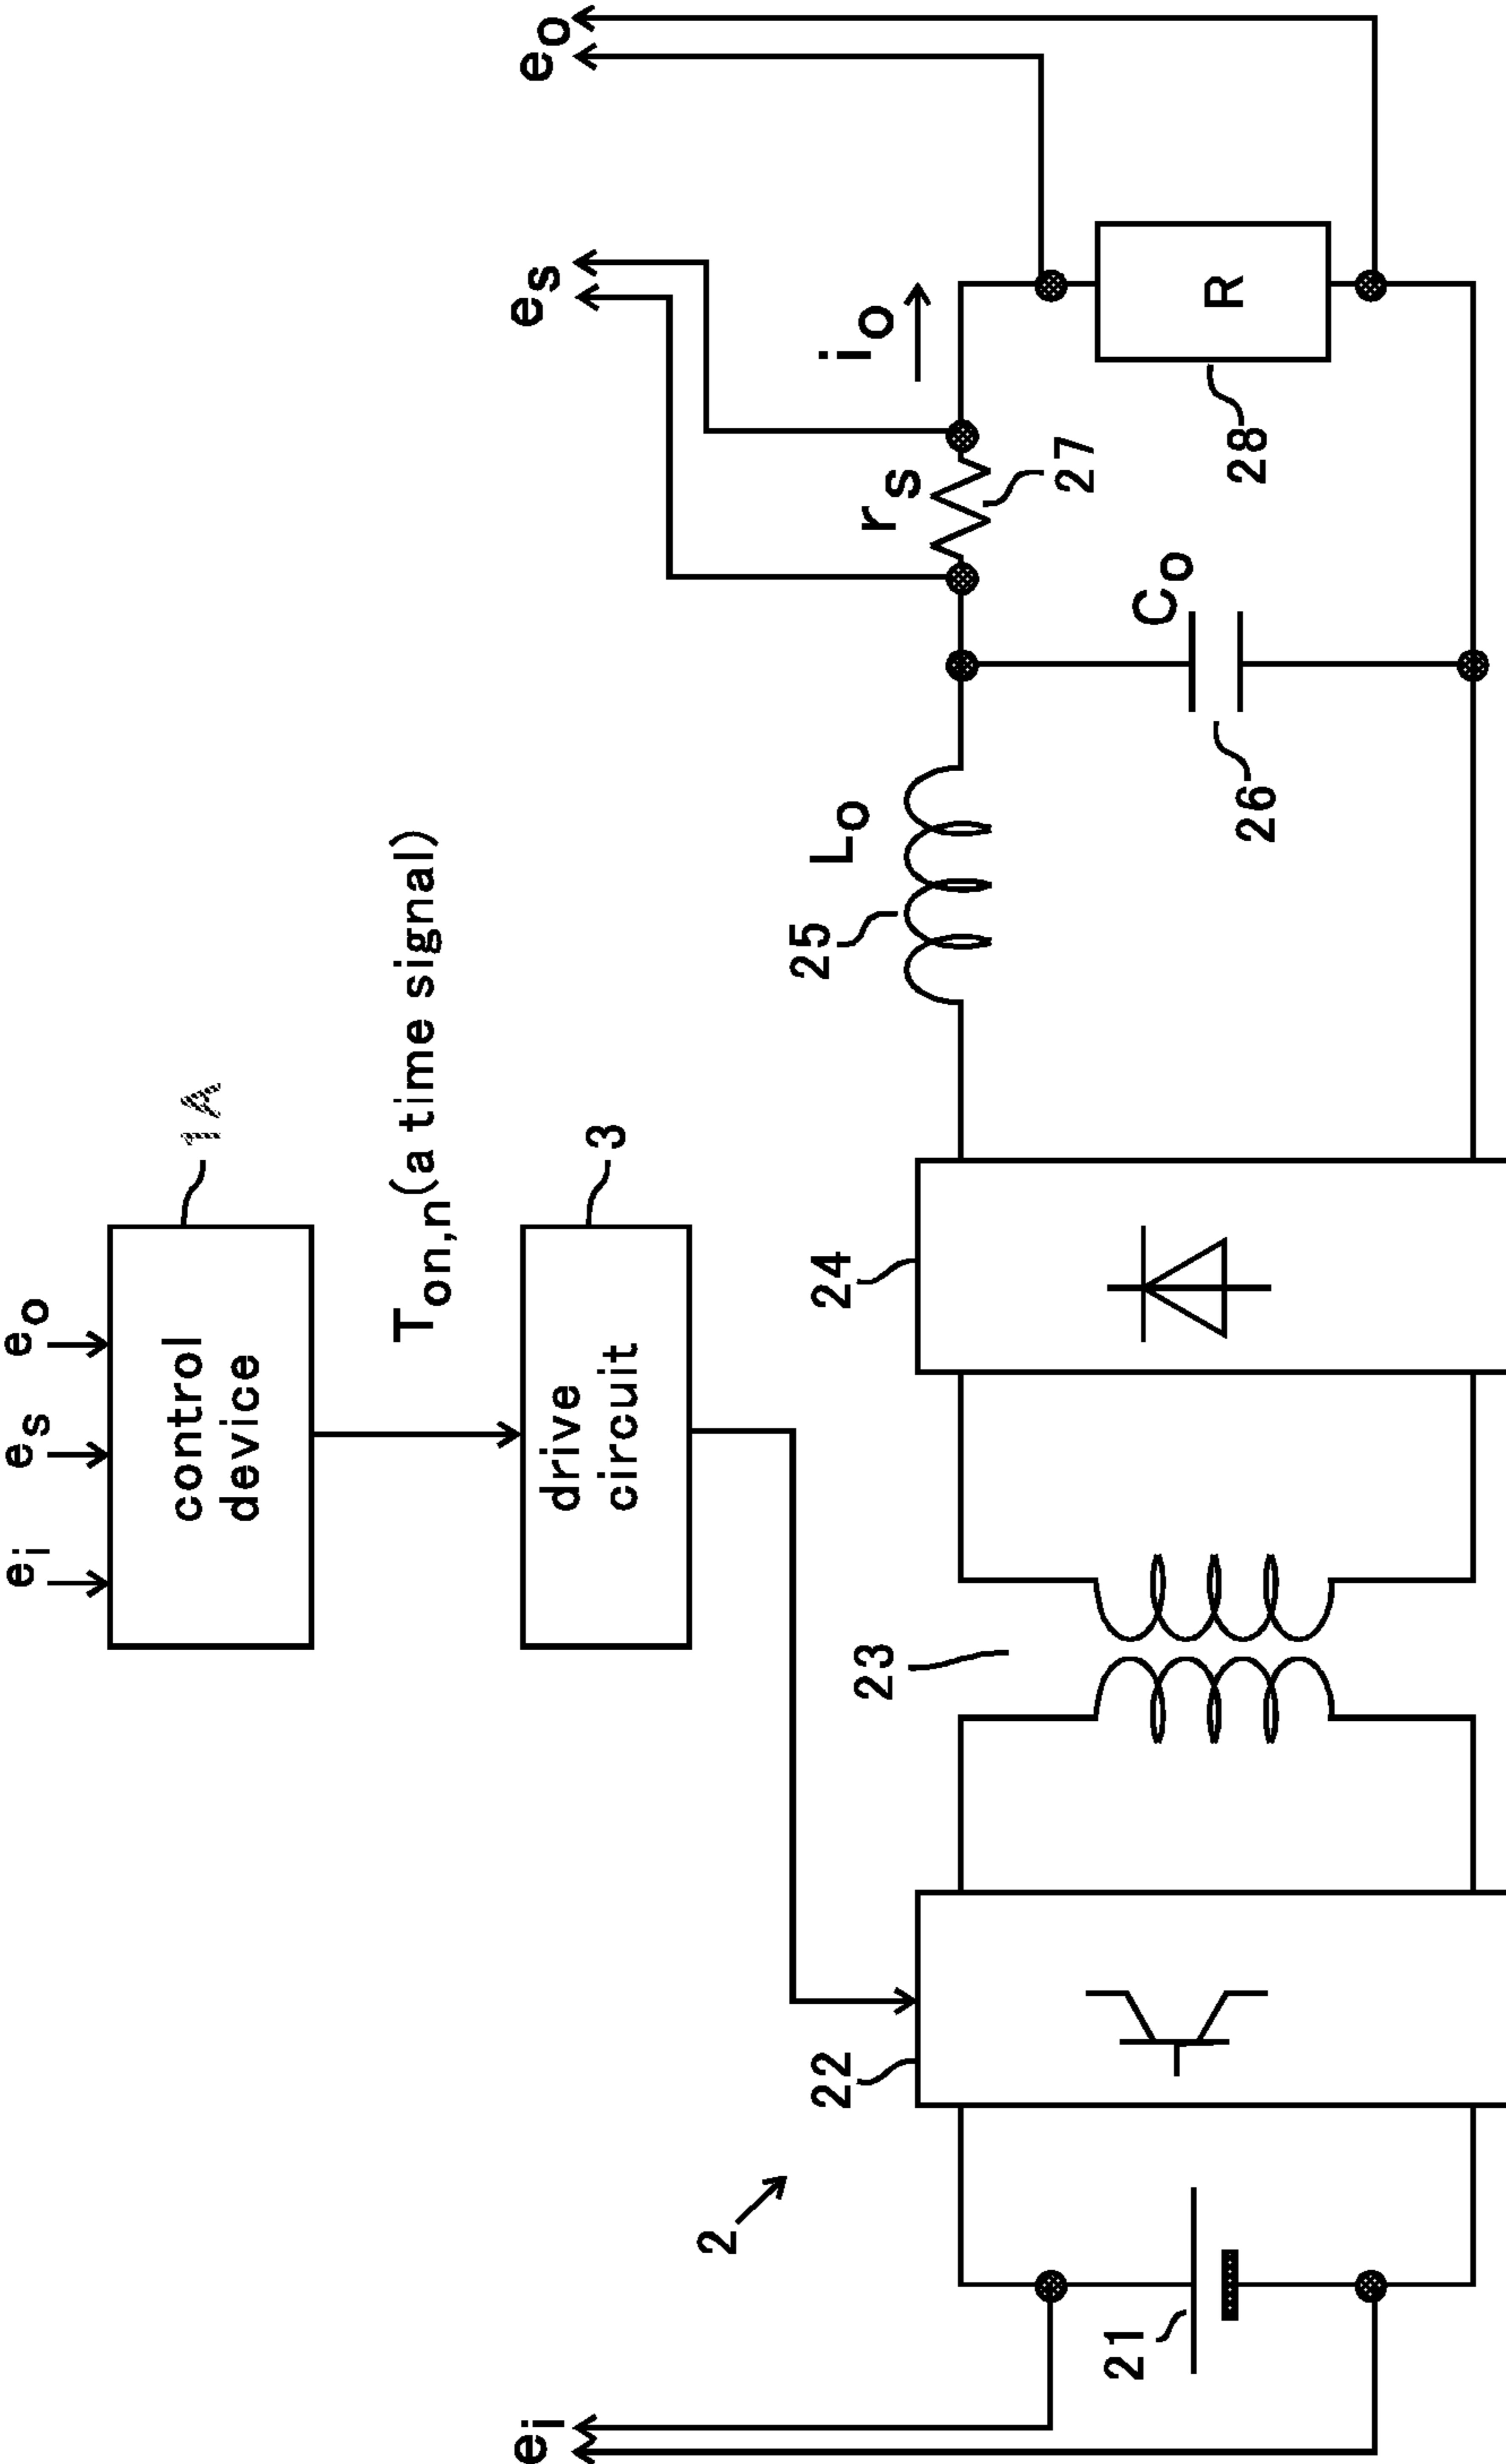 ei es eo
control
device
1A
Ton,n(a time signal)
drive
circuit
3
ei
es
eo
2
22
23
24
25
Lo
rs
io
27
21
26
Co
28
R